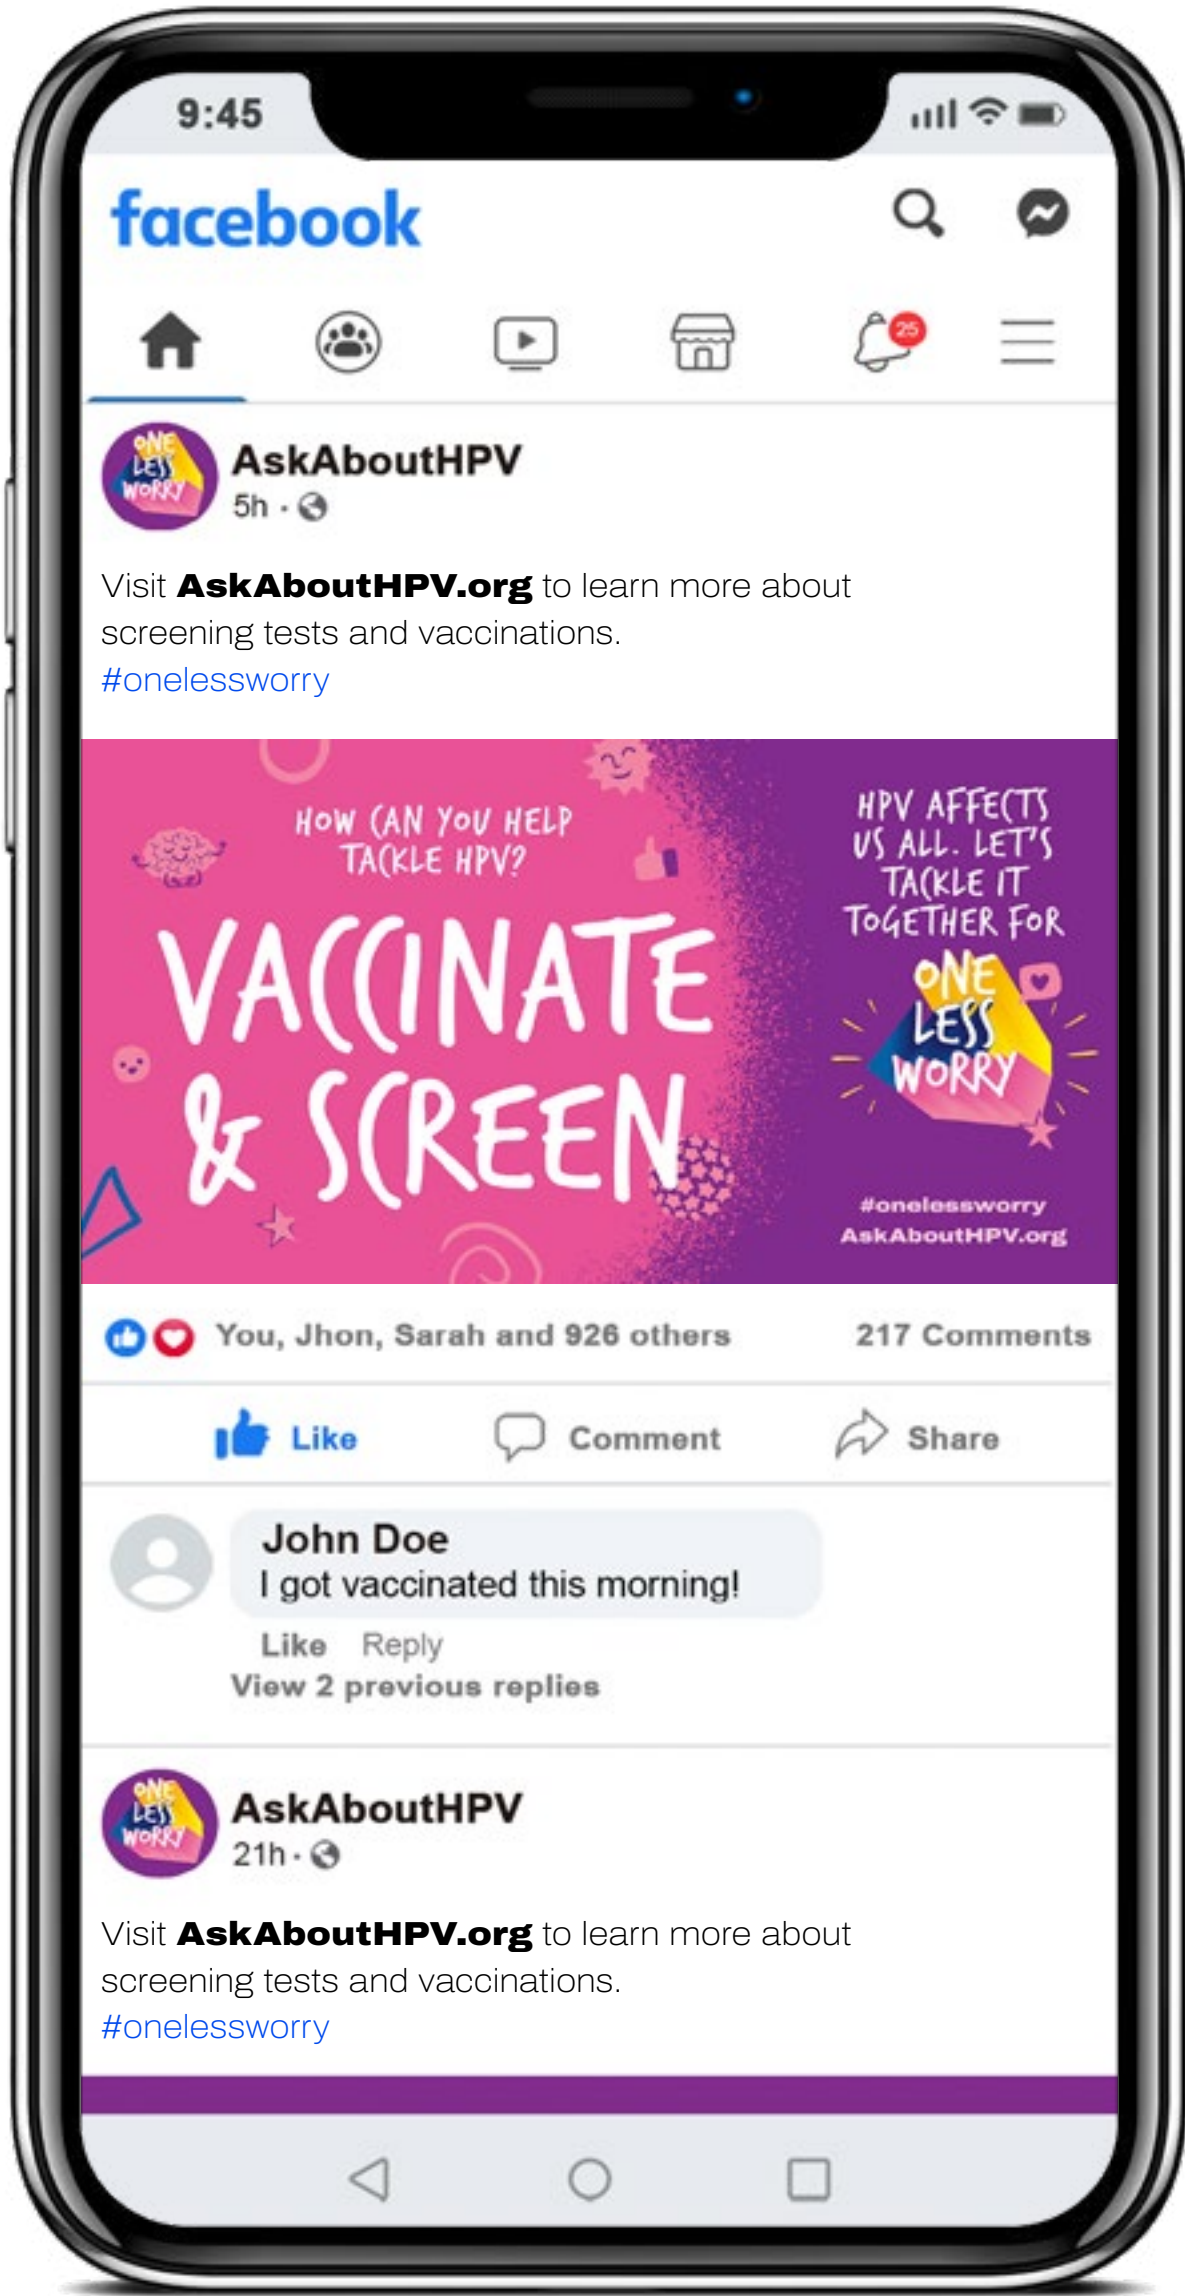 9:45
facebook
25
ONE
LESS
WORRY
AskAboutHPV
5h ·
Visit AskAboutHPV.org to learn more about
screening tests and vaccinations.
#onelessworry
HOW CAN YOU HELP
TACKLE HPV?
VACCINATE
& SCREEN
HPV AFFECTS
US ALL. LET'S
TACKLE IT
TOGETHER FOR
ONE
LESS
WORRY
#onelessworry
AskAboutHPV.org
You, Jhon, Sarah and 926 others
217 Comments
Like
Comment
Share
John Doe
I got vaccinated this morning!
Like Reply
View 2 previous replies
ONE
LESS
WORRY
AskAboutHPV
21h ·
Visit AskAboutHPV.org to learn more about
screening tests and vaccinations.
#onelessworry